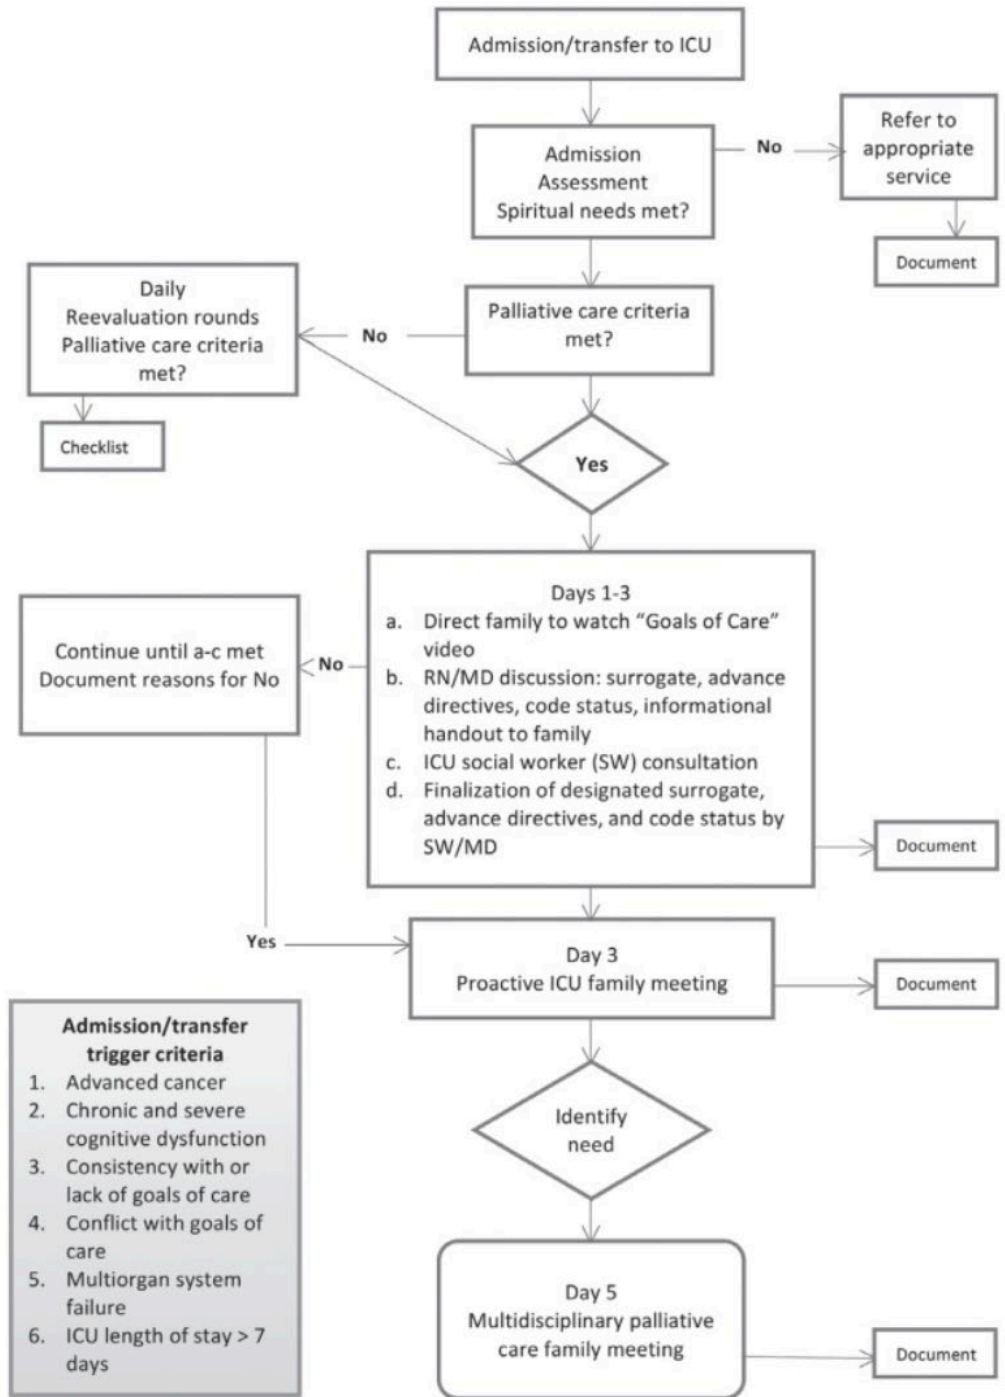 Admission/transfer to ICU
Admission
Assessment
Spiritual needs met?
No
Refer to
appropriate
service
Document
Palliative care criteria
met?
No
Daily
Reevaluation rounds
Palliative care criteria
met?
Checklist
Yes
Days 1-3
a. Direct family to watch “Goals of Care”
video
b. RN/MD discussion: surrogate, advance
directives, code status, informational
handout to family
c. ICU social worker (SW) consultation
d. Finalization of designated surrogate,
advance directives, and code status by
SW/MD
Document
No
Continue until a-c met
Document reasons for No
Yes
Day 3
Proactive ICU family meeting
Document
Identify
need
Day 5
Multidisciplinary palliative
care family meeting
Document
Admission/transfer
trigger criteria
1. Advanced cancer
2. Chronic and severe
cognitive dysfunction
3. Consistency with or
lack of goals of care
4. Conflict with goals of
care
5. Multiorgan system
failure
6. ICU length of stay > 7
days